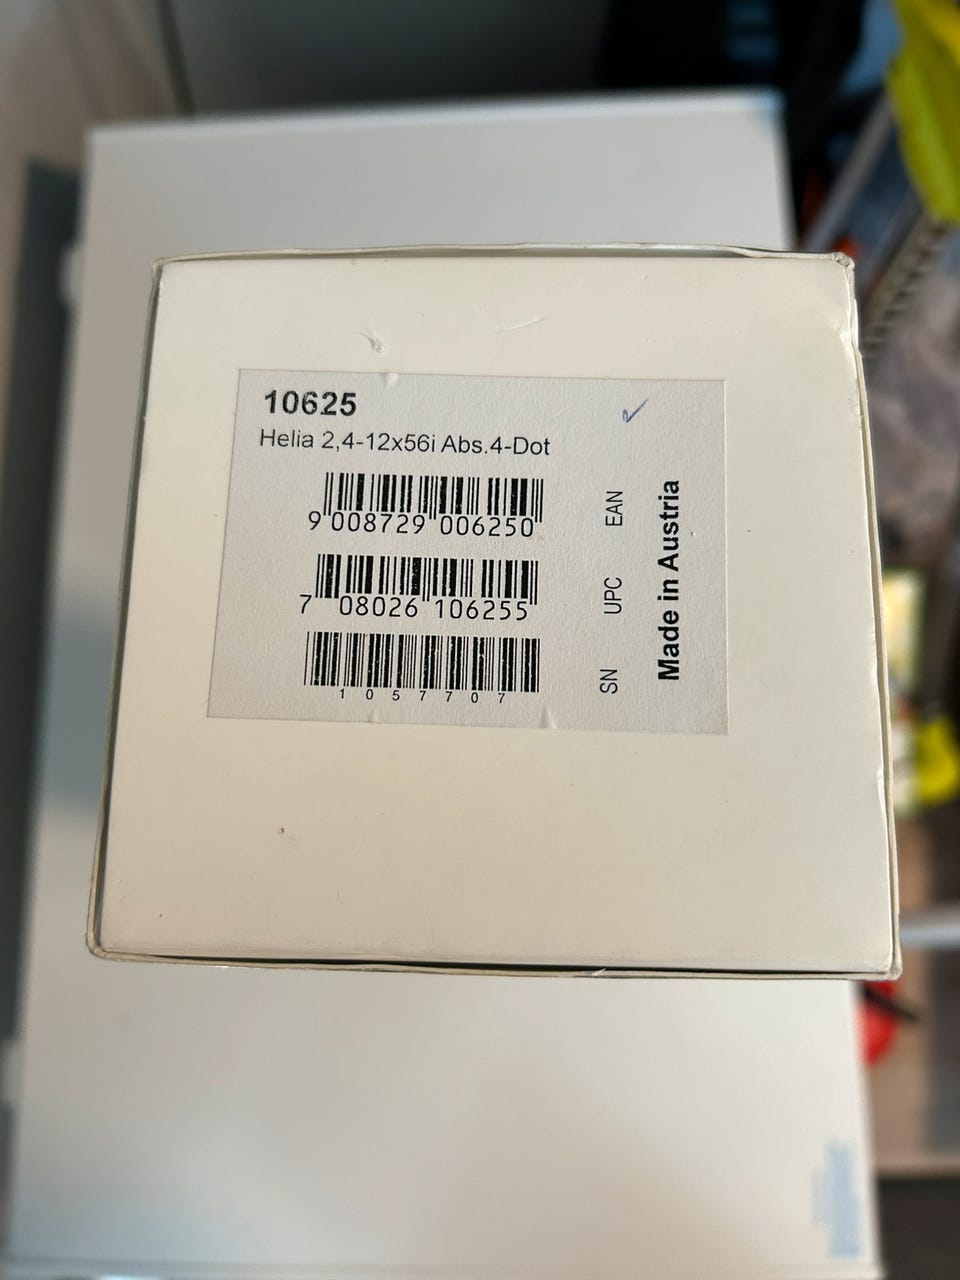 10625
Helia 2,4-12x56i Abs.4-Dot
9 008729 006250
EAN
7 08026 106255
UPC
1057707
SN
Made in Austria